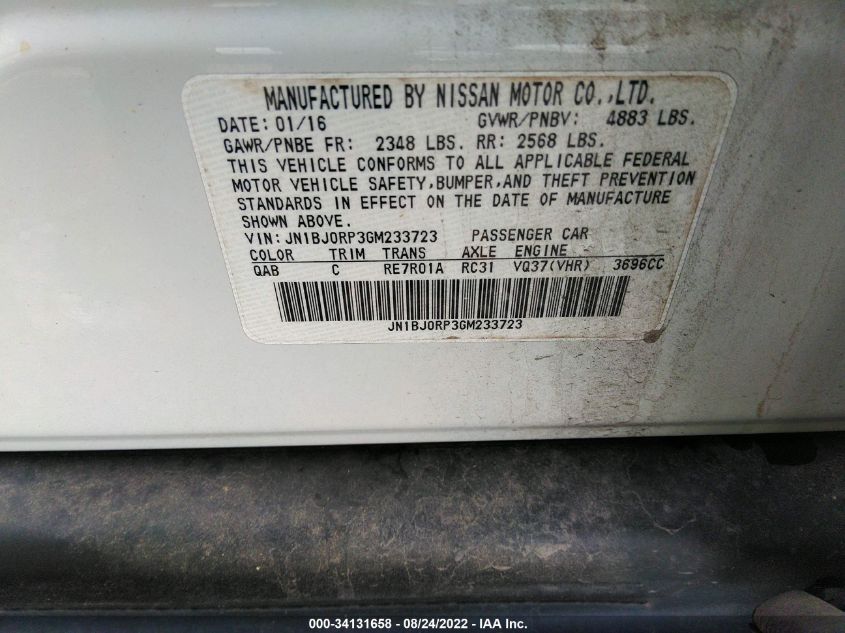 MANUFACTURED BY NISSAN MOTOR CO.,LTD.
DATE: 01/16 GVWR/PNBV: 4883 LBS.
GAWR/PNBE FR: 2348 LBS. RR: 2568 LBS.
THIS VEHICLE CONFORMS TO ALL APPLICABLE FEDERAL
MOTOR VEHICLE SAFETY,BUMPER,AND THEFT PREVENTION
STANDARDS IN EFFECT ON THE DATE OF MANUFACTURE
SHOWN ABOVE.
VIN: JN1BJ0RP3GM233723 PASSENGER CAR
COLOR TRIM TRANS AXLE ENGINE
QAB C RE7R01A RC31 VQ37(VHR) 3696CC
JN1BJ0RP3GM233723
000-34131658 - 08/24/2022 - IAA Inc.